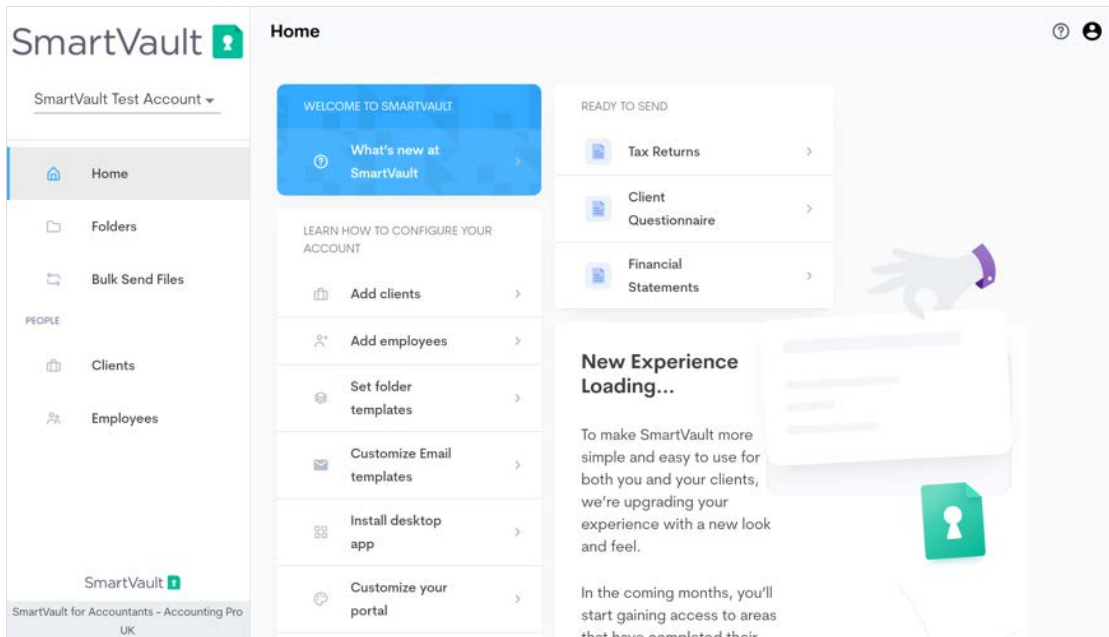 SmartVault
SmartVault Test Account
Home
Folders
Bulk Send Files
PEOPLE
Clients
Employees
SmartVault
SmartVault for Accountants - Accounting Pro
UK
Home
WELCOME TO SMARTVAULT
What's new at
SmartVault
LEARN HOW TO CONFIGURE YOUR
ACCOUNT
Add clients
Add employees
Set folder
templates
Customize Email
templates
Install desktop
app
Customize your
portal
READY TO SEND
Tax Returns
Client
Questionnaire
Financial
Statements
New Experience
Loading...
To make SmartVault more
simple and easy to use for
both you and your clients,
we're upgrading your
experience with a new look
and feel.
In the coming months, you'll
start gaining access to areas
that have completed their